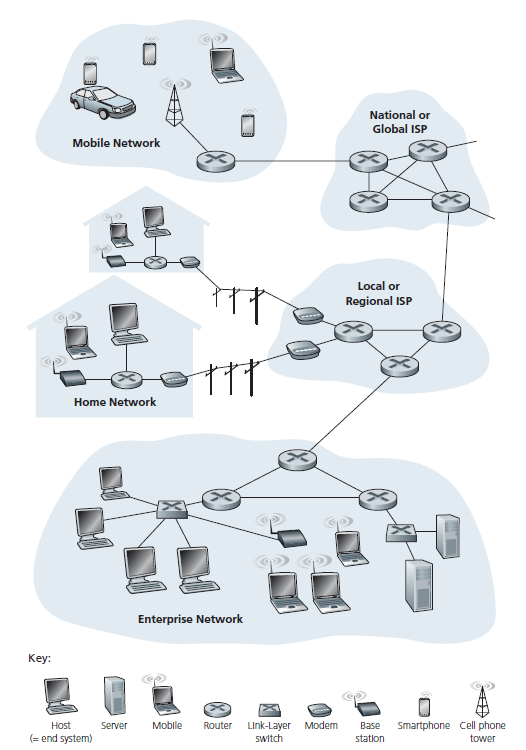 National or
Global ISP
Mobile Network
Local or
Regional ISP
Home Network
Enterprise Network
Key:
Host
(= end system)
Server
Mobile
Router
Link-Layer
switch
Modem
Base
station
Smartphone
Cell phone
tower